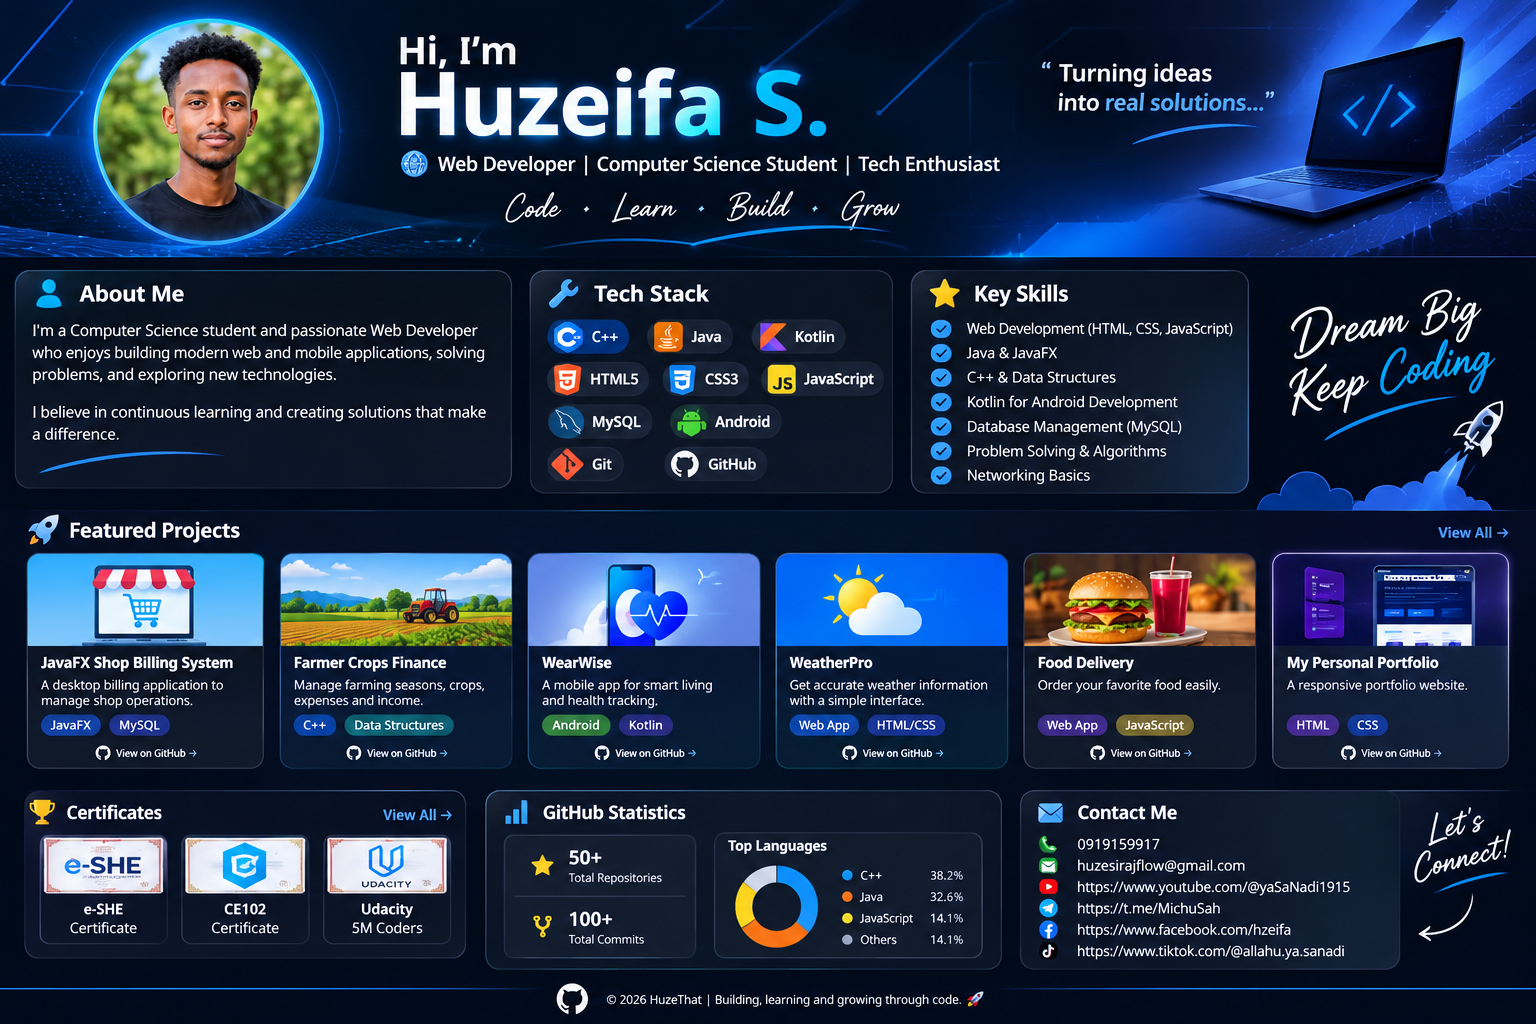 Hi, I'm
Huzeifa S.
Web Developer | Computer Science Student | Tech Enthusiast
Code · Learn · Build · Grow
“ Turning ideas
into real solutions...”
</>
About Me
I'm a Computer Science student and passionate Web Developer
who enjoys building modern web and mobile applications, solving
problems, and exploring new technologies.
I believe in continuous learning and creating solutions that make
a difference.
Tech Stack
C++
Java
Kotlin
HTML5
CSS3
JS
JavaScript
MySQL
Android
Git
GitHub
Key Skills
Web Development (HTML, CSS, JavaScript)
Java & JavaFX
C++ & Data Structures
Kotlin for Android Development
Database Management (MySQL)
Problem Solving & Algorithms
Networking Basics
Dream Big
Keep Coding
Featured Projects
View All →
JavaFX Shop Billing System
A desktop billing application to
manage shop operations.
JavaFX
MySQL
View on GitHub →
Farmer Crops Finance
Manage farming seasons, crops,
expenses and income.
C++
Data Structures
View on GitHub →
WearWise
A mobile app for smart living
and health tracking.
Android
Kotlin
View on GitHub →
WeatherPro
Get accurate weather information
with a simple interface.
Web App
HTML/CSS
View on GitHub →
Food Delivery
Order your favorite food easily.
Web App
JavaScript
View on GitHub →
My Personal Portfolio
A responsive portfolio website.
HTML
CSS
View on GitHub →
Certificates
View All →
e-SHE
e-SHE
Certificate
CE102
Certificate
UDACITY
Udacity
5M Coders
GitHub Statistics
50+
Total Repositories
100+
Total Commits
Top Languages
C++ 38.2%
Java 32.6%
JavaScript 14.1%
Others 14.1%
Contact Me
0919159917
huzesirajflow@gmail.com
https://www.youtube.com/@yaSaNadi1915
https://t.me/MichuSah
https://www.facebook.com/hzeifa
https://www.tiktok.com/@allahu.ya.sanadi
Let's
Connect!
© 2026 HuzeThat | Building, learning and growing through code.